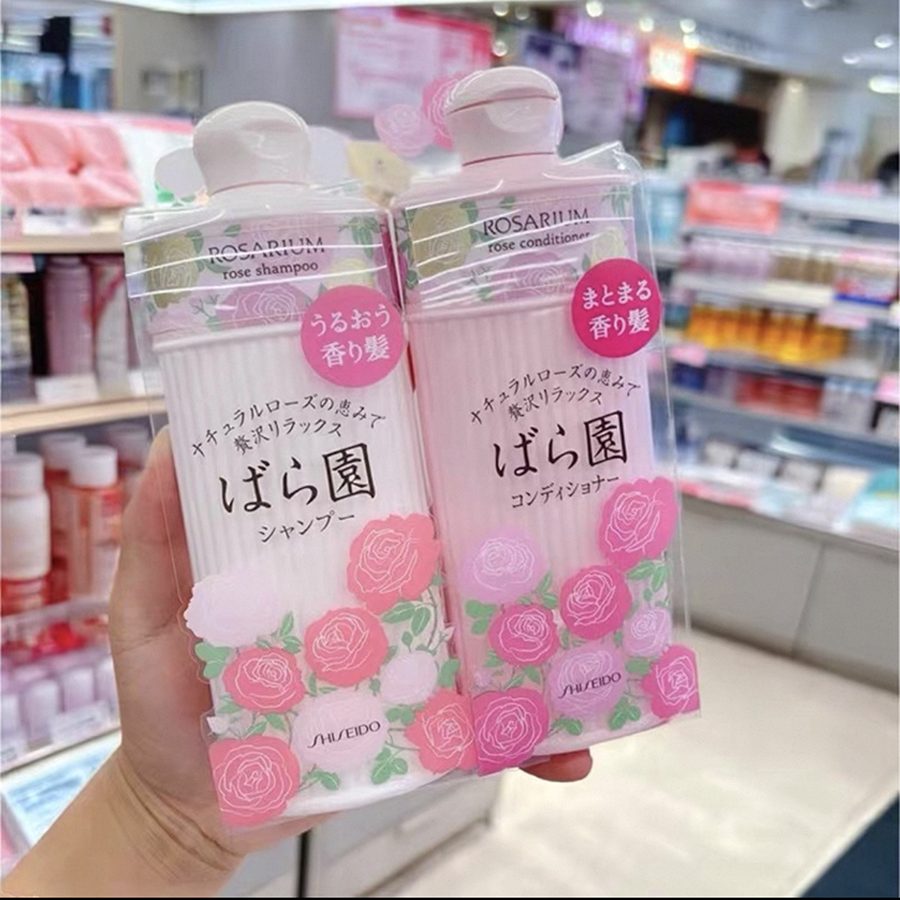 ROSARIUM
rose shampoo
うるおう
香り髪
ナチュラルローズの恵みで
贅沢リラックス
ばら園
シャンプー
SHISEIDO
ROSARIUM
rose conditioner
まとまる
香り髪
ナチュラルローズの恵みで
贅沢リラックス
ばら園
コンディショナー
SHISEIDO